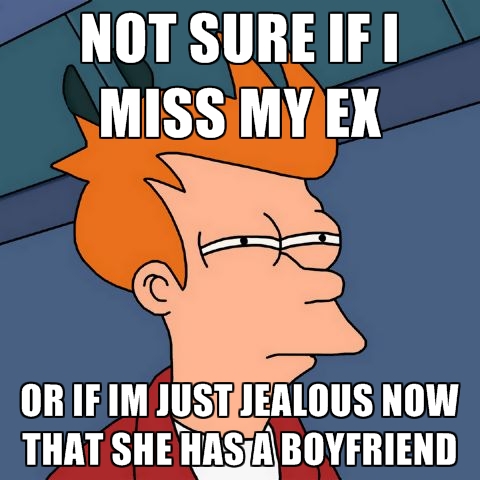 NOT SURE IF I
MISS MY EX
OR IF IM JUST JEALOUS NOW
THAT SHE HAS A BOYFRIEND